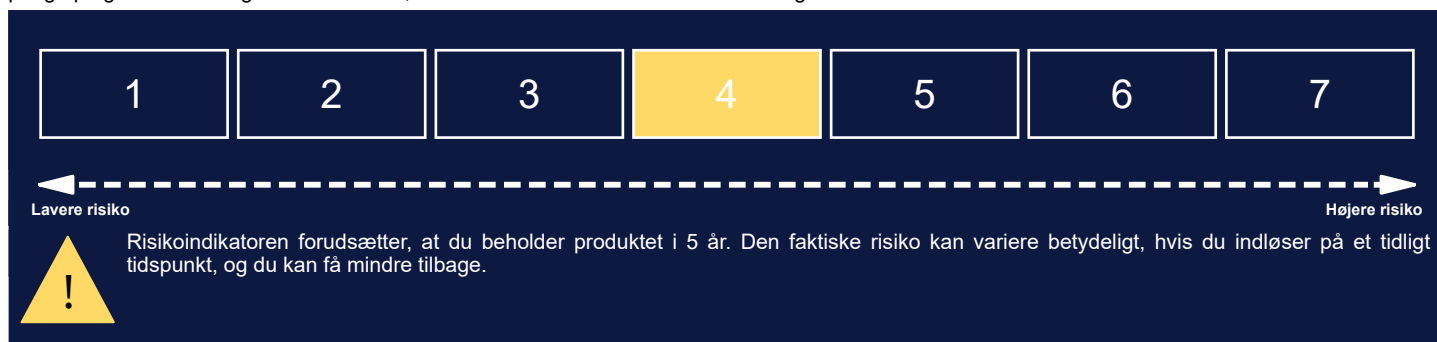 1 2 3 4 5 6 7
Lavere risiko Højere risiko
Risikoindikatoren forudsætter, at du beholder produktet i 5 år. Den faktiske risiko kan variere betydeligt, hvis du indløser på et tidligt
tidspunkt, og du kan få mindre tilbage.
!